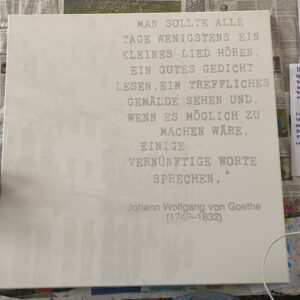 MAN SOLLTE ALLE
TAGE WENIGSTENS EIN
KLEINES LIED HÖREN,
EIN GUTES GEDICHT
LESEN, EIN TREFFLICHES
GEMÄLDE SEHEN UND,
WENN ES MÖGLICH ZU
MACHEN WÄRE,
EINIGE
VERNÜNFTIGE WORTE
SPRECHEN.
Johann Wolfgang von Goethe
(1749-1832)